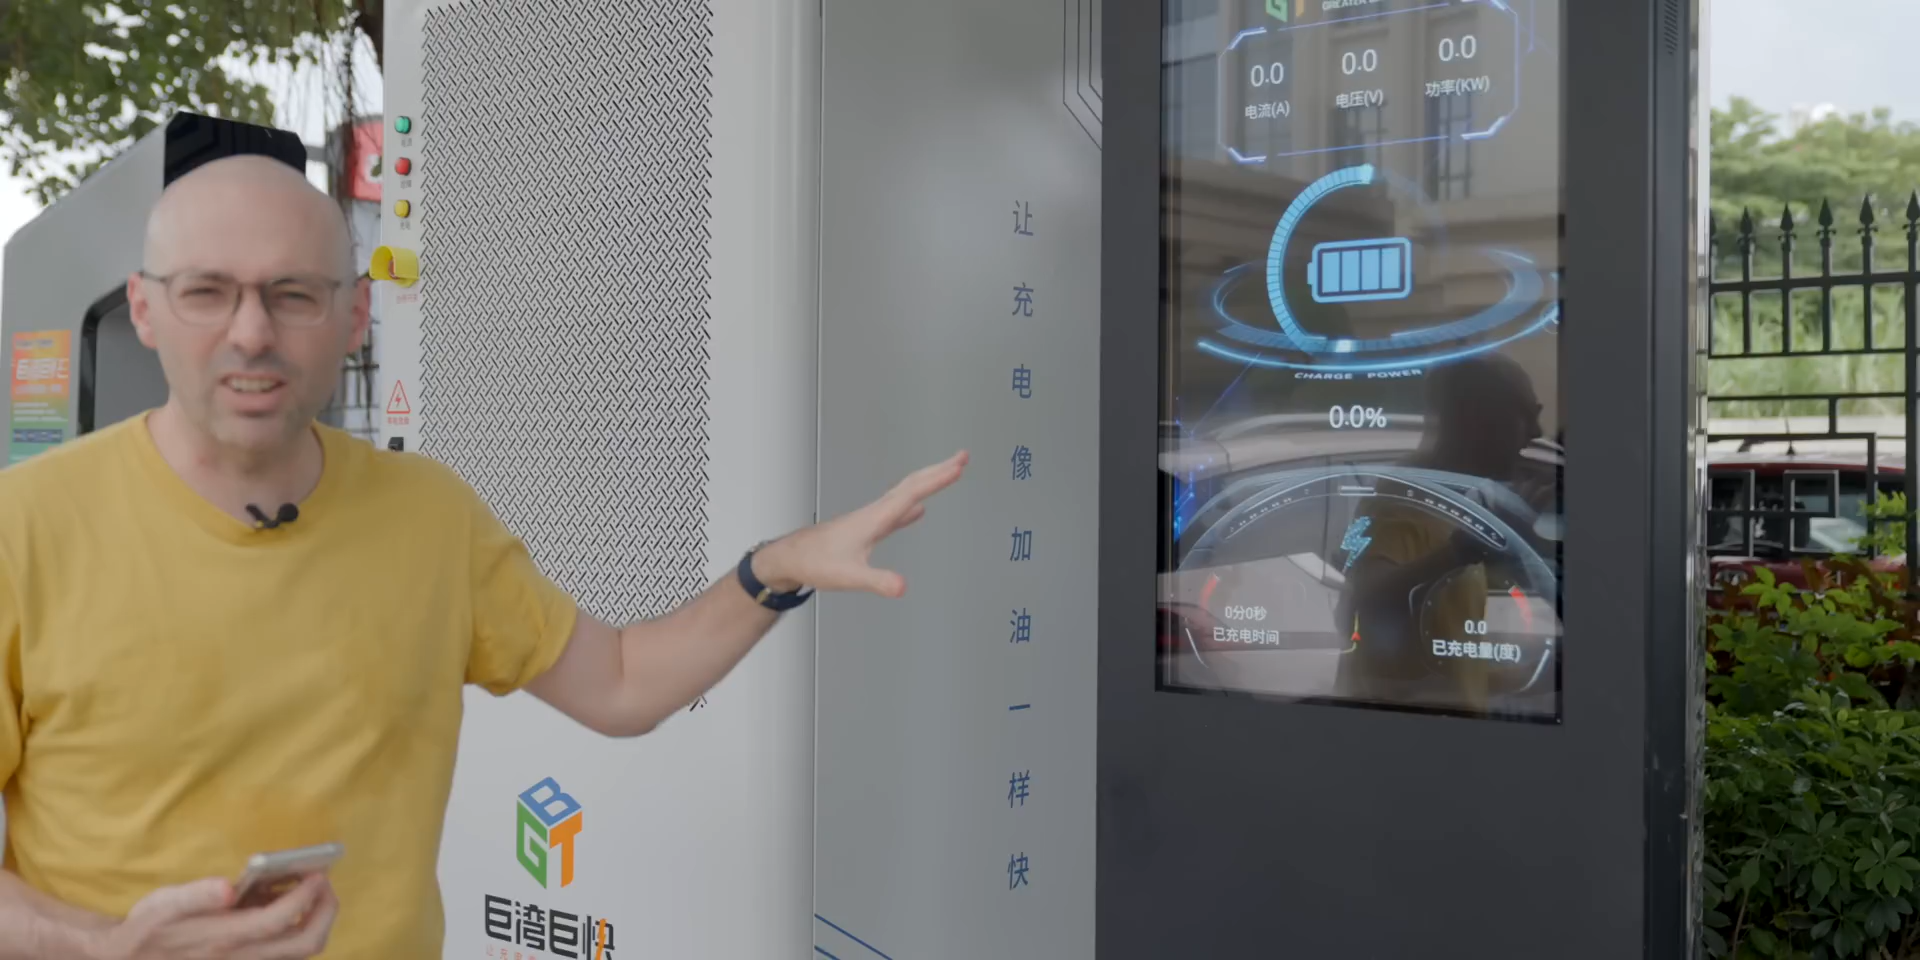 0.0
0.0
0.0
电流(A)
电压(V)
功率(KW)
CHARGE POWER
0.0%
0分0秒
已充电时间
0.0
已充电量(度)
让充电像加油一样快
GBT
巨湾巨快